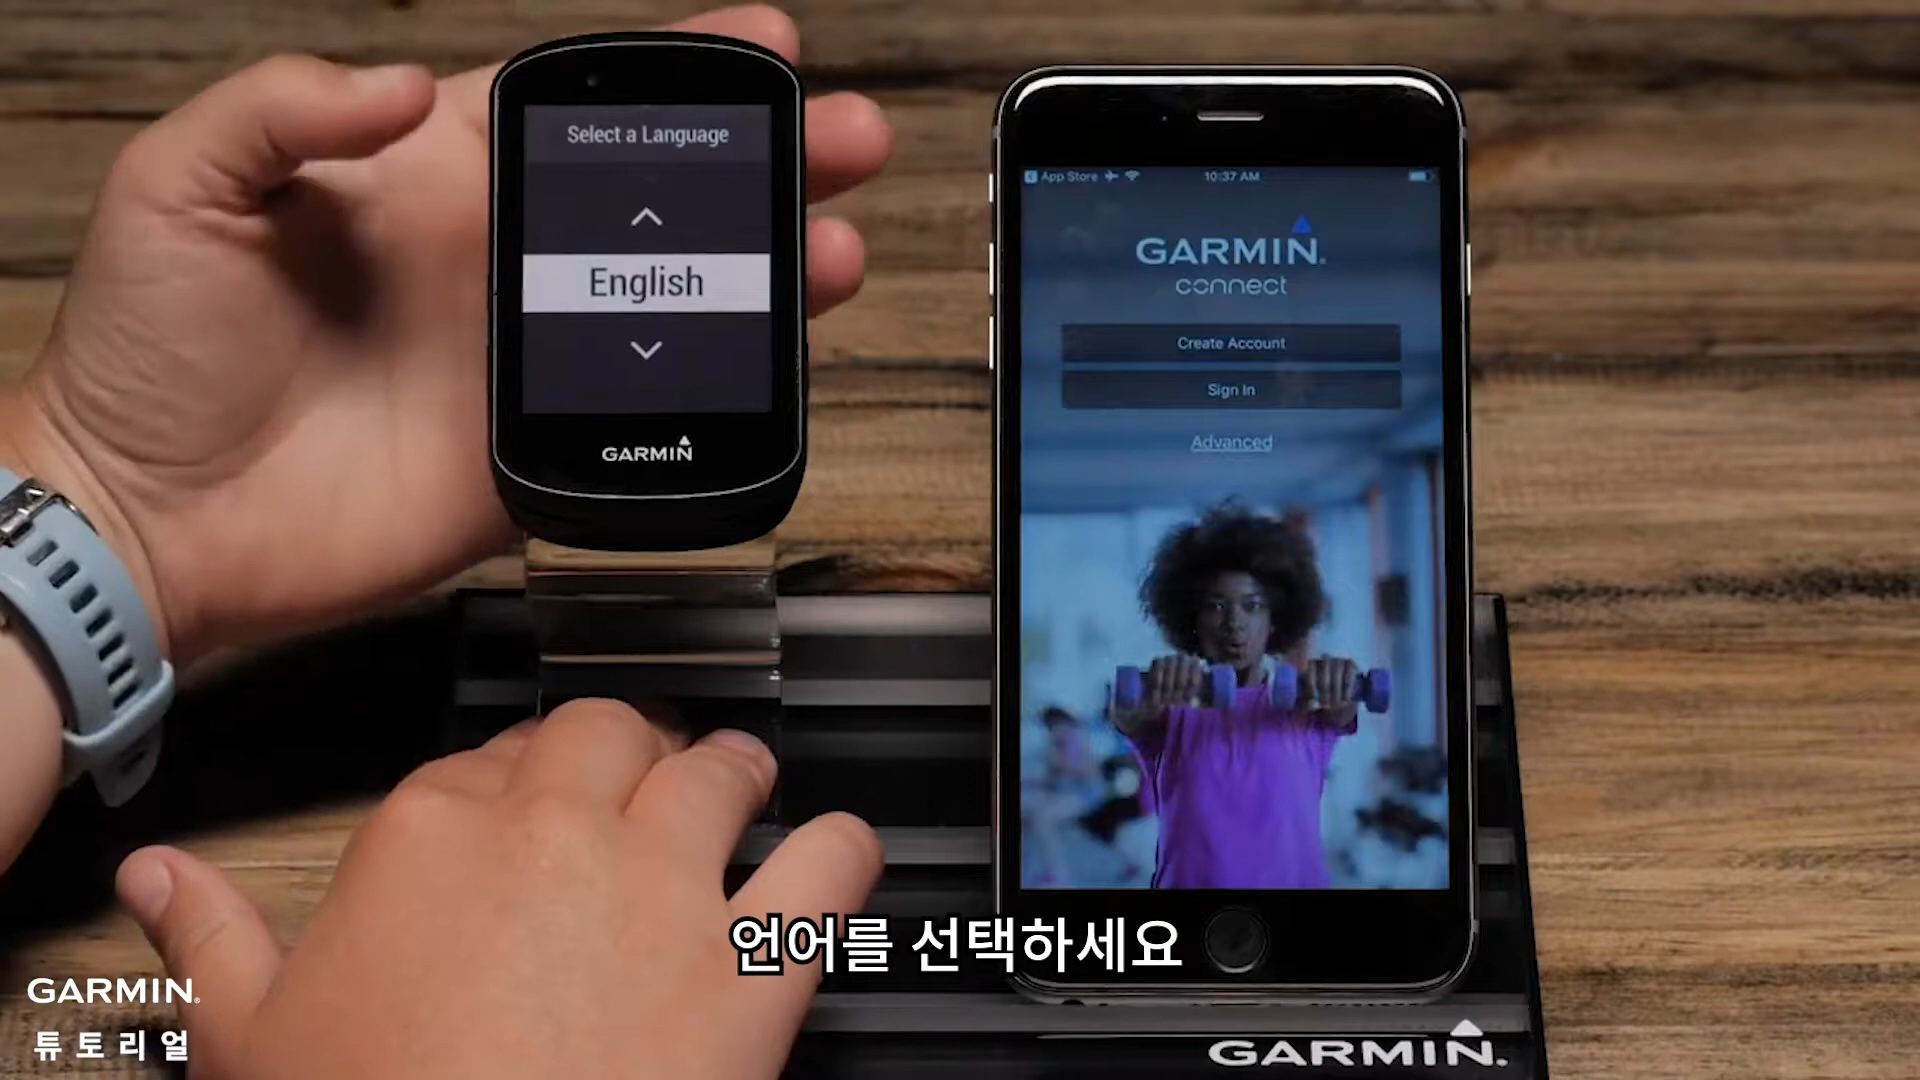 Select a Language
English
GARMIN
App Store
10:37 AM
GARMIN.
connect
Create Account
Sign In
Advanced
언어를 선택하세요
GARMIN.
튜토리얼
GARMIN.